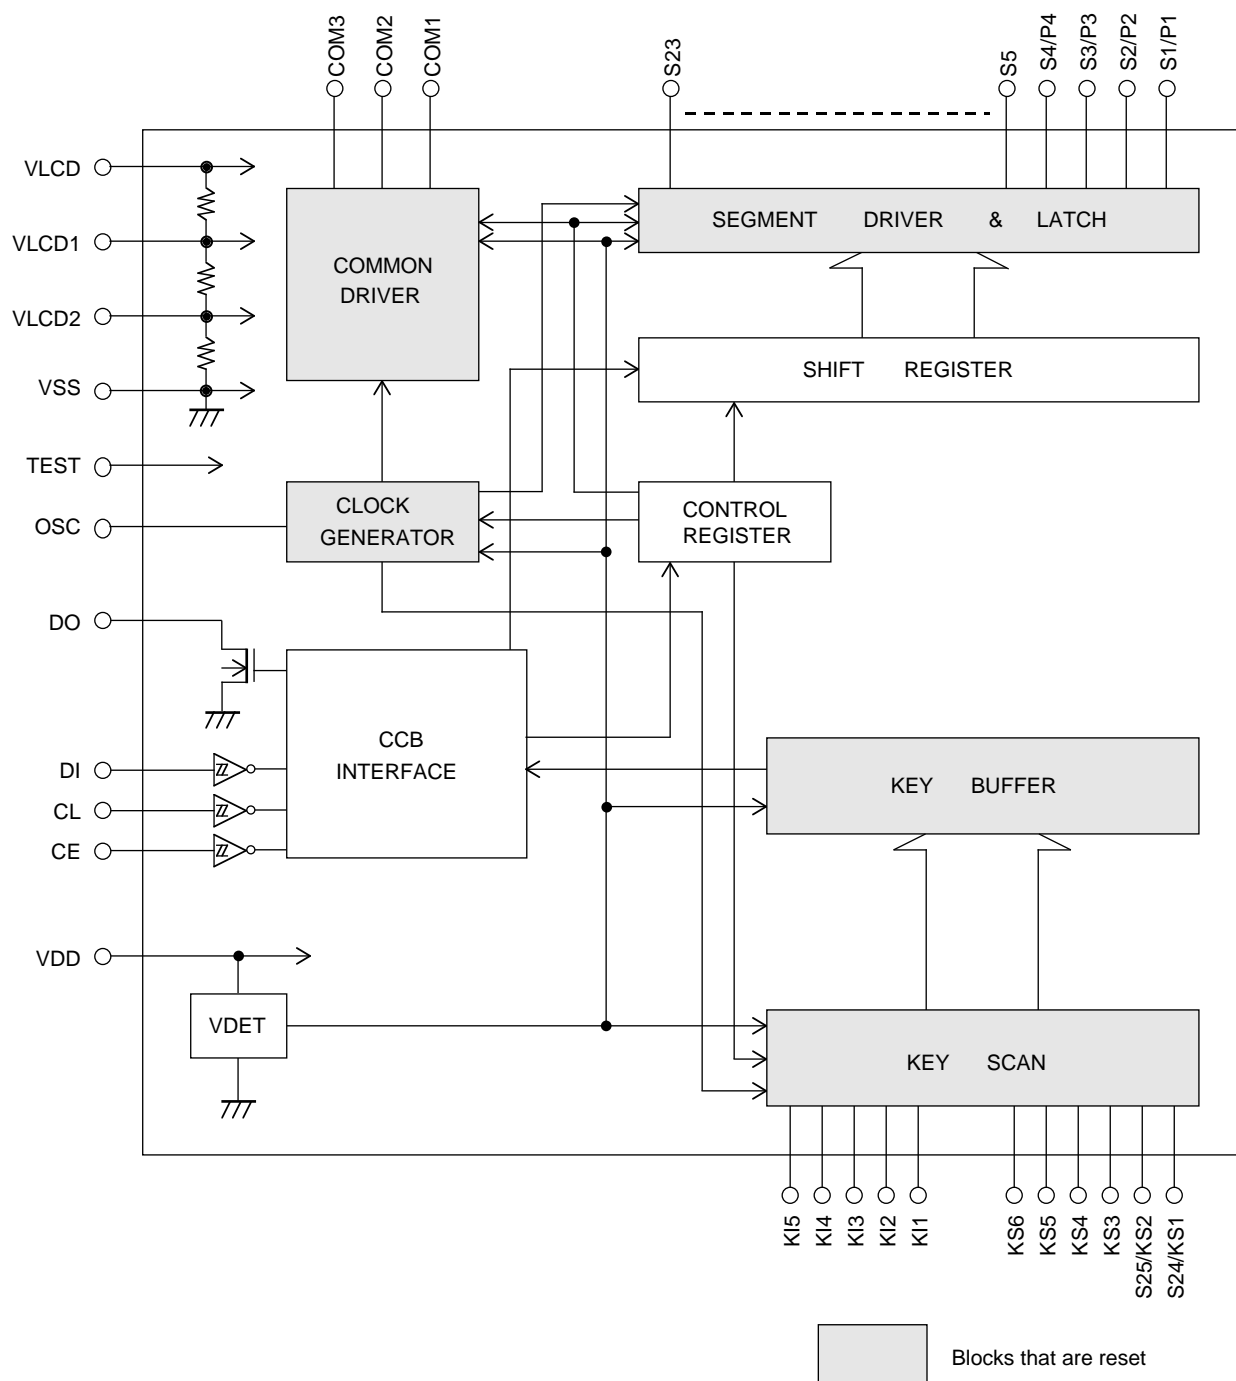 COM3
COM2
COM1
S23
S5
S4/P4
S3/P3
S2/P2
S1/P1
VLCD
VLCD1
VLCD2
VSS
TEST
OSC
DO
DI
CL
CE
VDD
COMMON
DRIVER
SEGMENT DRIVER & LATCH
SHIFT REGISTER
CLOCK
GENERATOR
CONTROL
REGISTER
CCB
INTERFACE
KEY BUFFER
VDET
KEY SCAN
KI5
KI4
KI3
KI2
KI1
KS6
KS5
KS4
KS3
S25/KS2
S24/KS1
Blocks that are reset